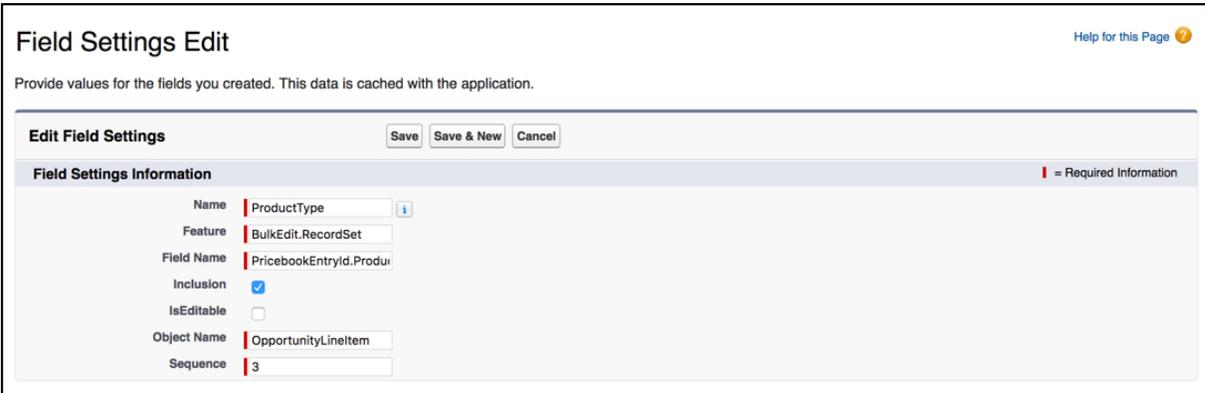 Field Settings Edit
Help for this Page ?
Provide values for the fields you created. This data is cached with the application.
Edit Field Settings Save Save & New Cancel
Field Settings Information = Required Information
Name ProductType i
Feature BulkEdit.RecordSet
Field Name PricebookEntryId.Produ
Inclusion
IsEditable
Object Name OpportunityLineItem
Sequence 3